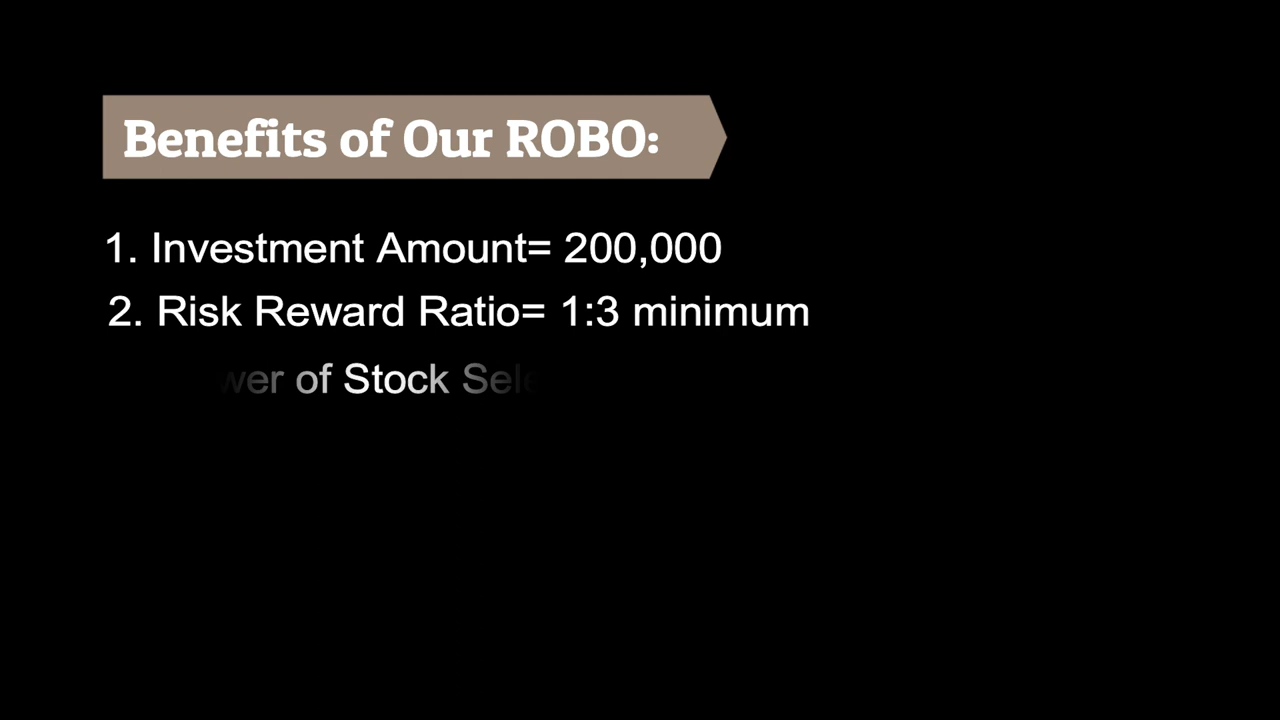 Benefits of Our ROBO:
1. Investment Amount= 200,000
2. Risk Reward Ratio= 1:3 minimum
of Stock